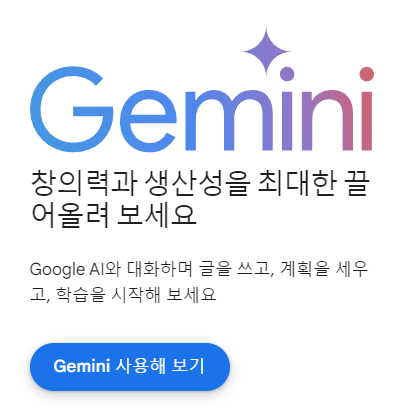 Gemini
창의력과 생산성을 최대한 끌
어올려 보세요
Google AI와 대화하며 글을 쓰고, 계획을 세우
고, 학습을 시작해 보세요
Gemini 사용해 보기